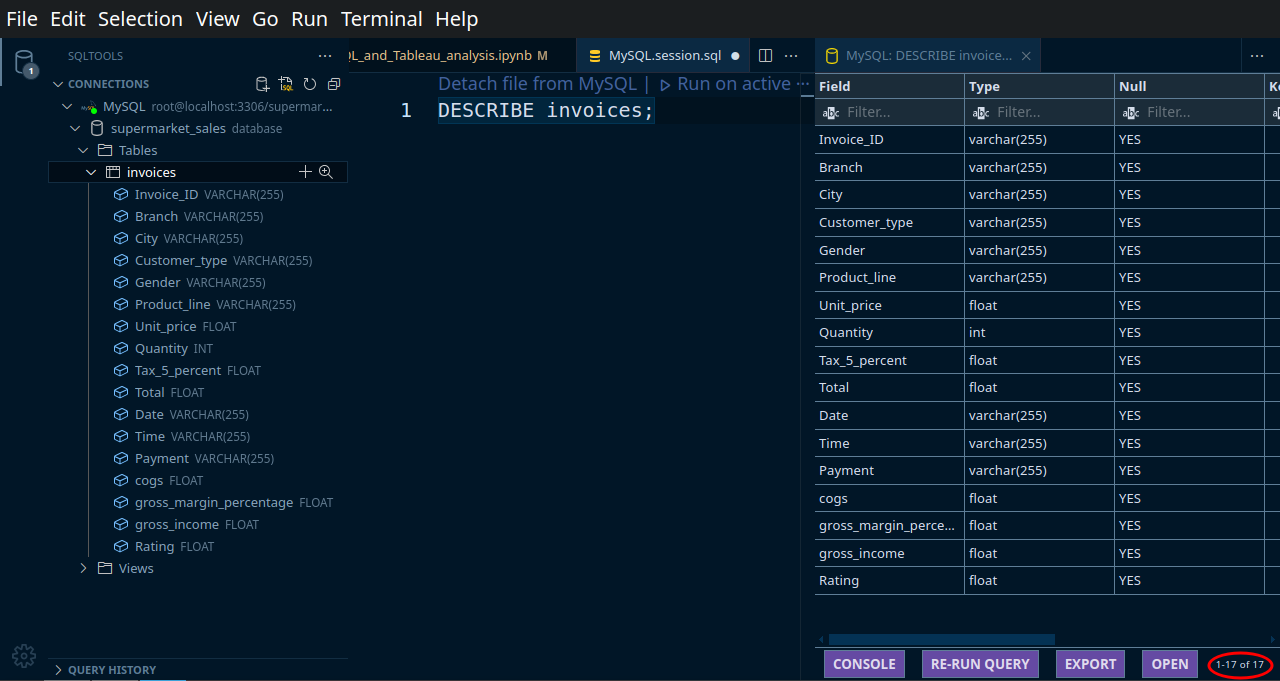 File Edit Selection View Go Run Terminal Help
1
SQLTOOLS ...
CONNECTIONS
MySQL root@localhost:3306/supermar...
supermarket_sales database
Tables
invoices
Invoice_ID VARCHAR(255)
Branch VARCHAR(255)
City VARCHAR(255)
Customer_type VARCHAR(255)
Gender VARCHAR(255)
Product_line VARCHAR(255)
Unit_price FLOAT
Quantity INT
Tax_5_percent FLOAT
Total FLOAT
Date VARCHAR(255)
Time VARCHAR(255)
Payment VARCHAR(255)
cogs FLOAT
gross_margin_percentage FLOAT
gross_income FLOAT
Rating FLOAT
Views
QUERY HISTORY
QL_and_Tableau_analysis.ipynb M MySQL.session.sql ...
Detach file from MySQL | Run on active ...
1 DESCRIBE invoices;
MySQL: DESCRIBE invoice... ...
Field Type Null
abc Filter... abc Filter... abc Filter...
Invoice_ID varchar(255) YES
Branch varchar(255) YES
City varchar(255) YES
Customer_type varchar(255) YES
Gender varchar(255) YES
Product_line varchar(255) YES
Unit_price float YES
Quantity int YES
Tax_5_percent float YES
Total float YES
Date varchar(255) YES
Time varchar(255) YES
Payment varchar(255) YES
cogs float YES
gross_margin_perce... float YES
gross_income float YES
Rating float YES
CONSOLE RE-RUN QUERY EXPORT OPEN 1-17 of 17